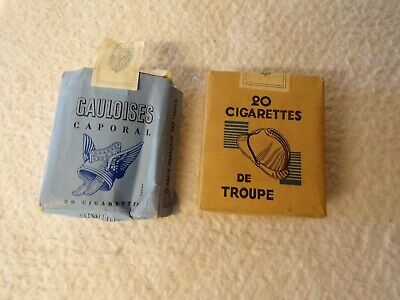 GAULOISES
CAPORAL
20 CIGARETTES
20
CIGARETTES
DE
TROUPE